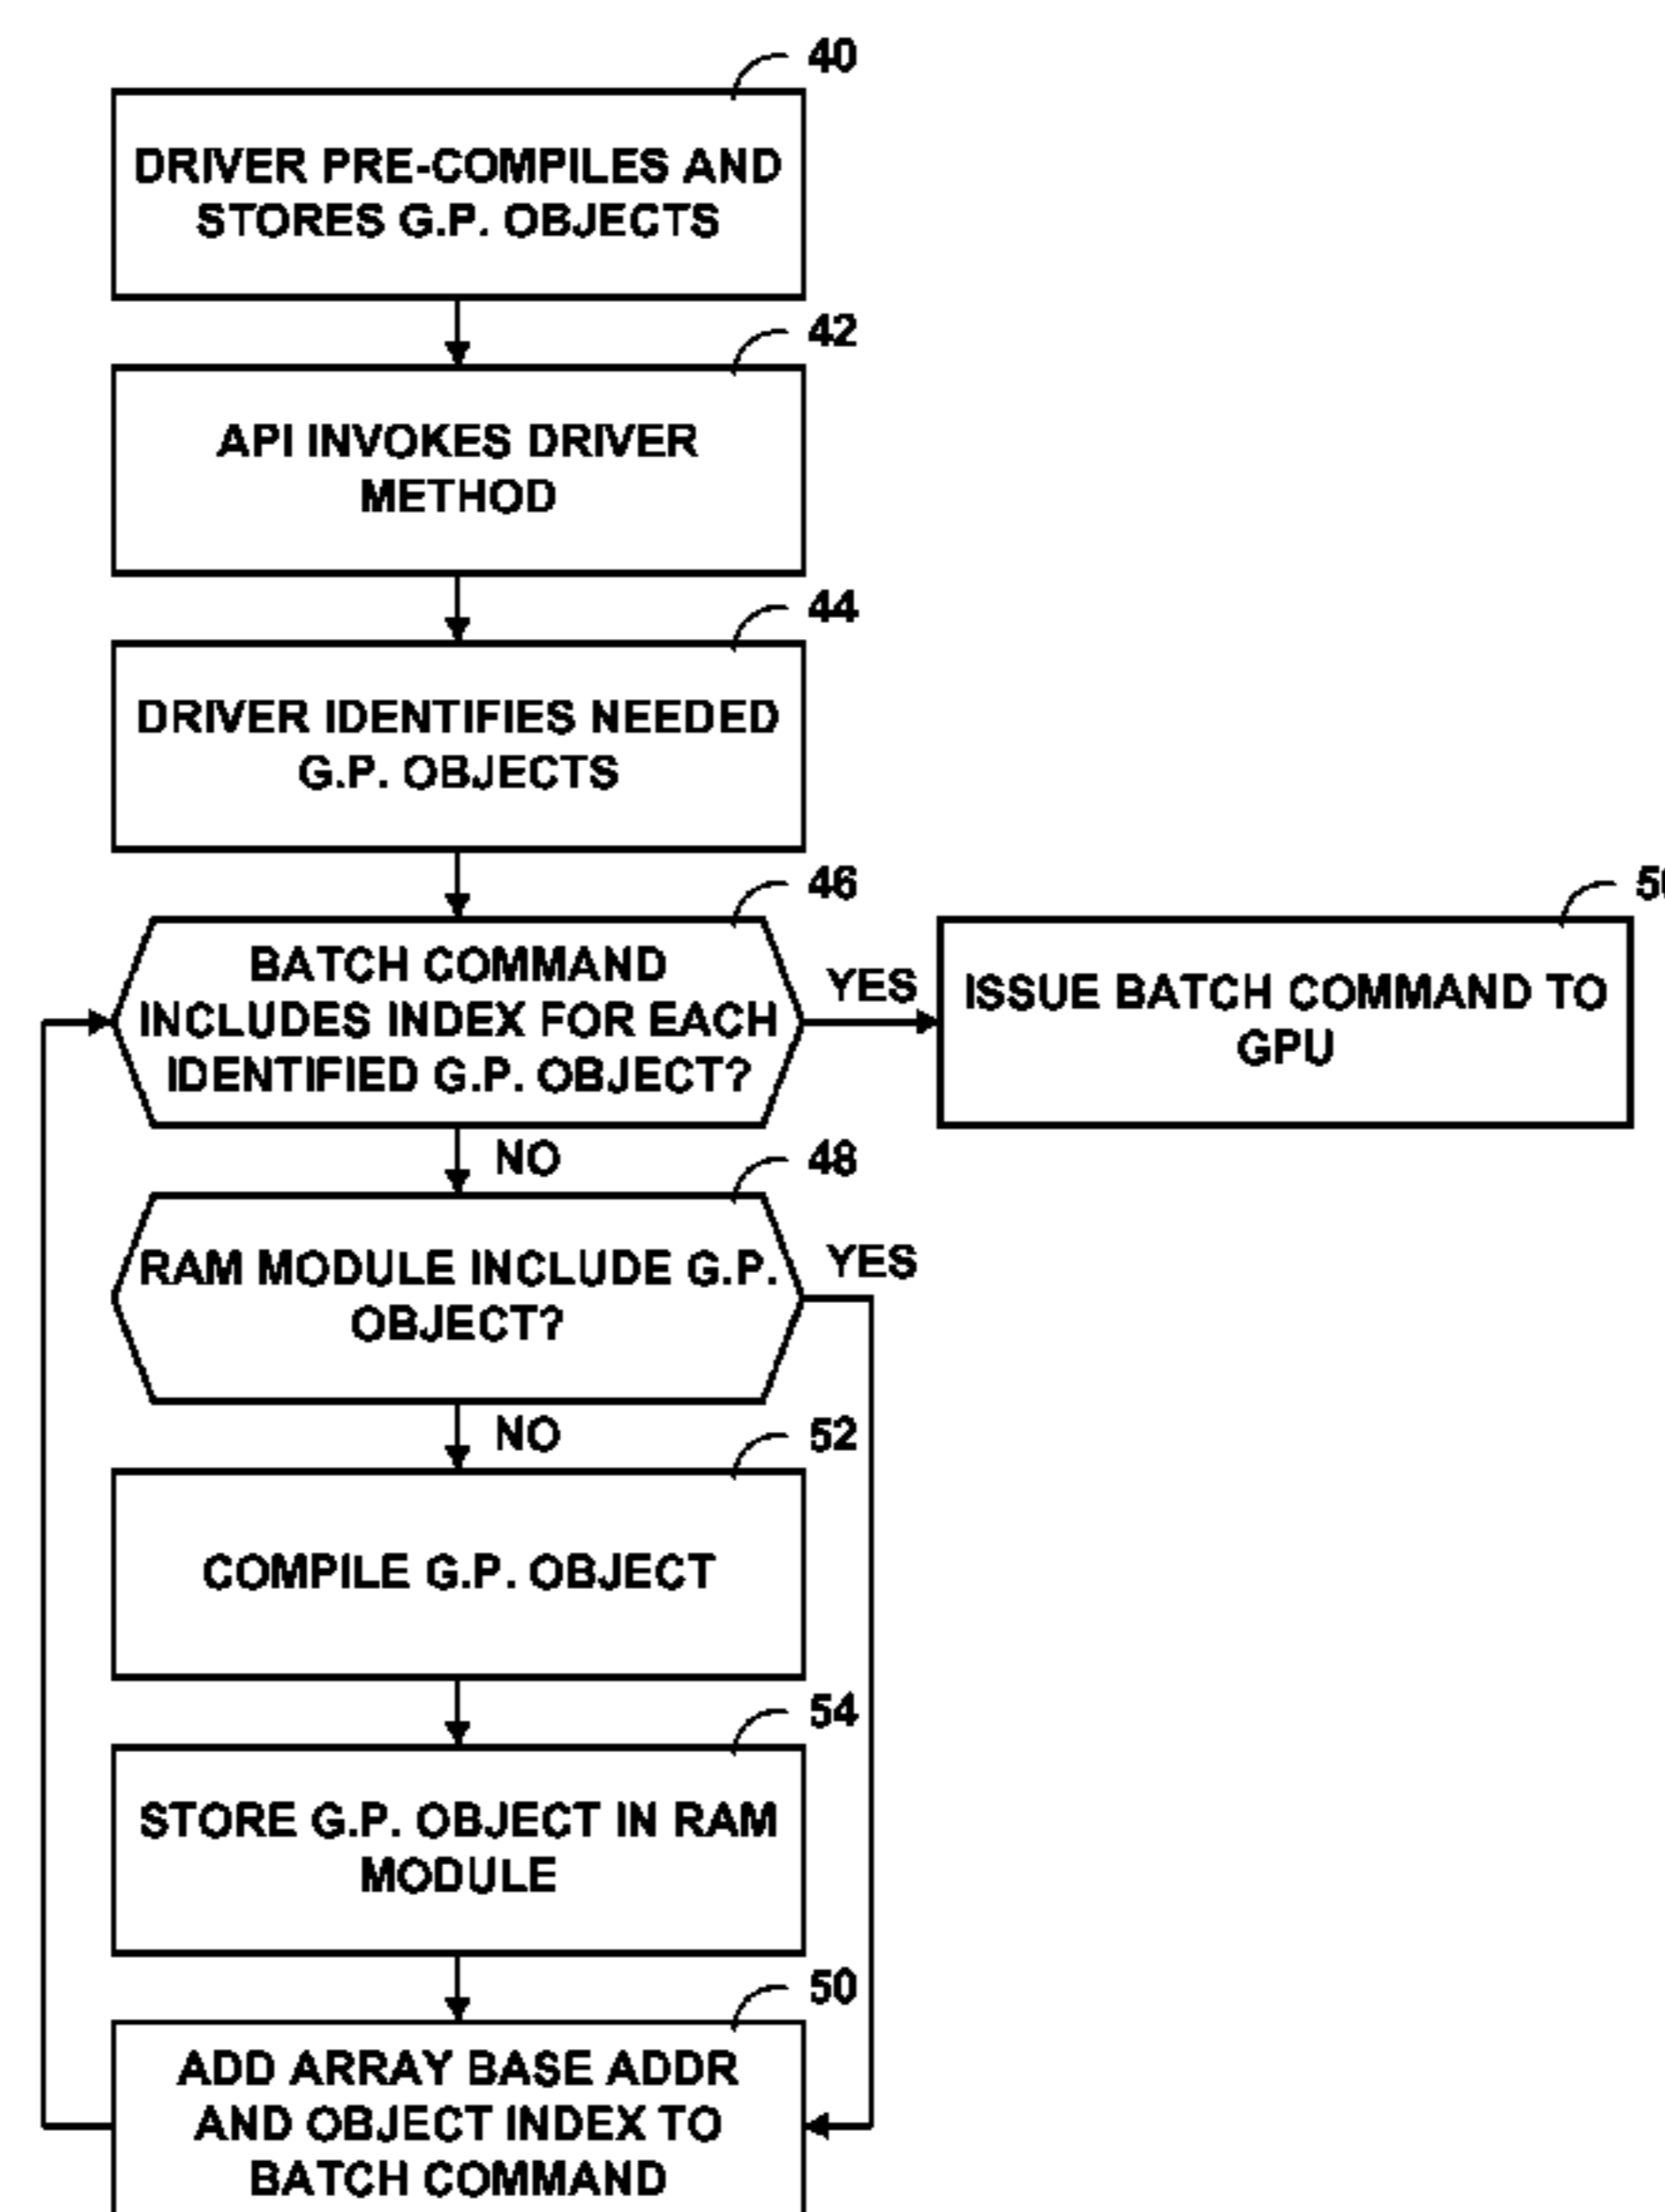 40
DRIVER PRE-COMPILES AND
STORES G.P. OBJECTS
42
API INVOKES DRIVER
METHOD
44
DRIVER IDENTIFIES NEEDED
G.P. OBJECTS
46
BATCH COMMAND
INCLUDES INDEX FOR EACH
IDENTIFIED G.P. OBJECT?
YES
ISSUE BATCH COMMAND TO
GPU
NO
48
RAM MODULE INCLUDE G.P.
OBJECT?
YES
NO
52
COMPILE G.P. OBJECT
54
STORE G.P. OBJECT IN RAM
MODULE
50
ADD ARRAY BASE ADDR
AND OBJECT INDEX TO
BATCH COMMAND